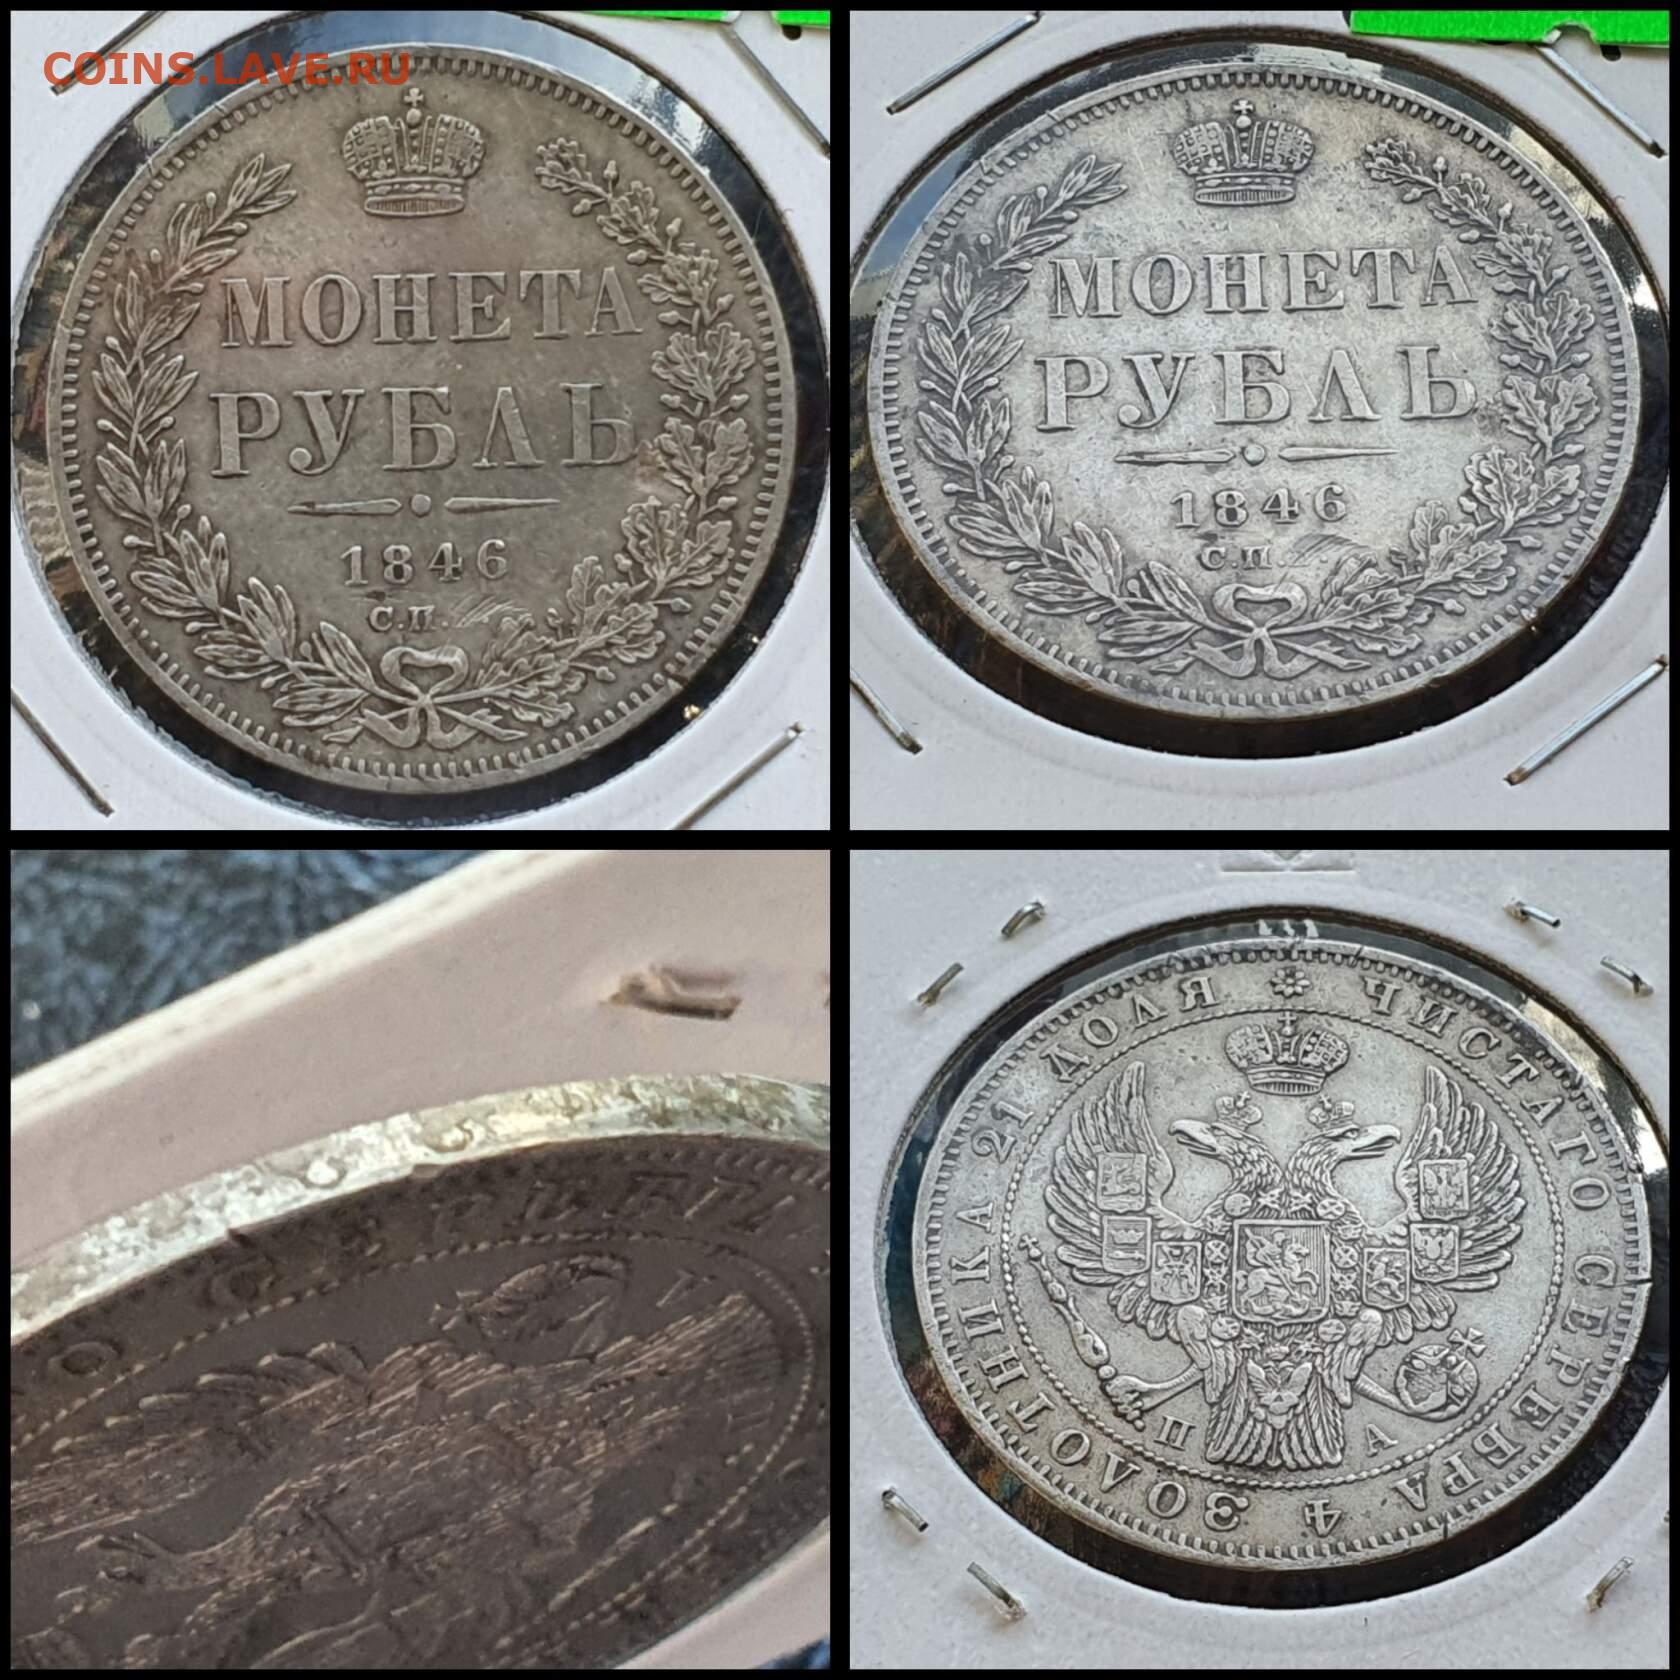 COINS.LAVE.RU
МОНЕТА
РУБЛЬ
1846
С.П.
МОНЕТА
РУБЛЬ
1846
С.П.
ЧИСТАГО СЕРЕБРА 4 ЗОЛОТНИКА 21 ДОЛЯ
П А